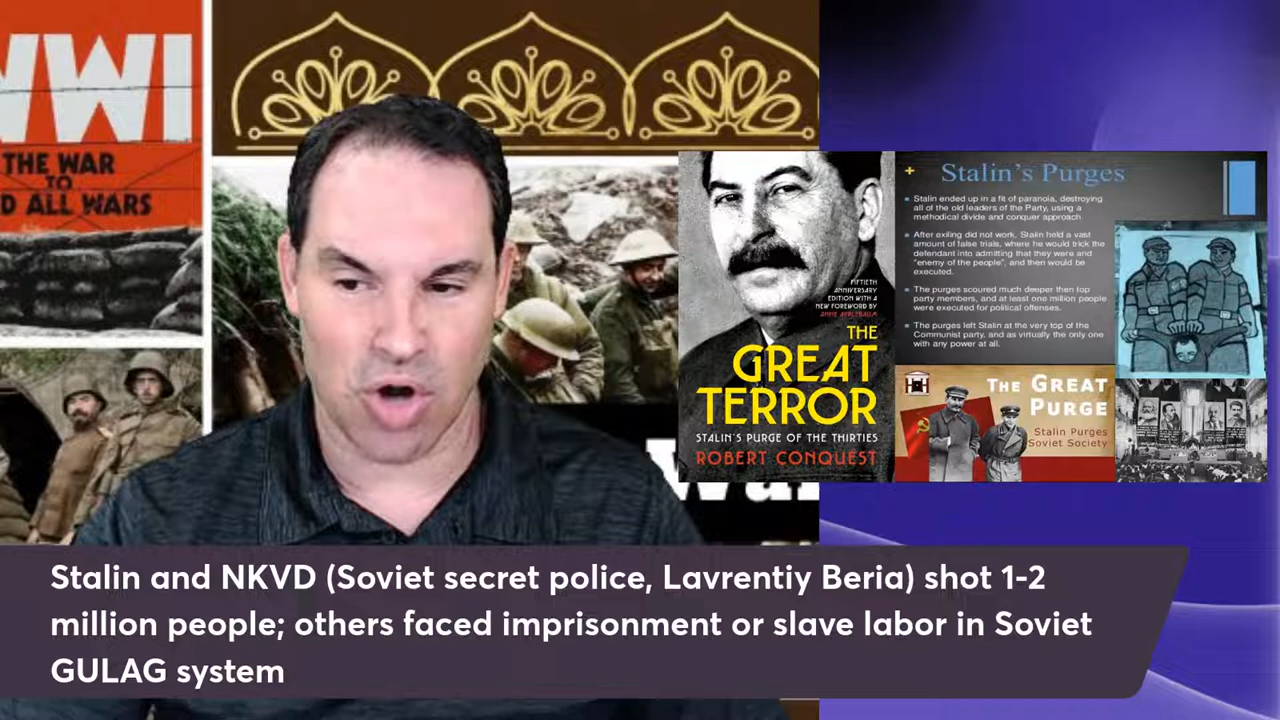 WWI
THE WAR
TO
D ALL WARS
FIFTIETH
ANNIVERSARY
EDITION WITH A
NEW FOREWORD BY
ANNE APPLEBAUM
THE
GREAT
TERROR
STALIN'S PURGE OF THE THIRTIES
ROBERT CONQUEST
+ Stalin's Purges
Stalin ended up in a fit of paranoia, destroying
all of the old leaders of the Party, using a
methodical divide and conquer approach.
After exiling did not work, Stalin held a vast
amount of false trials, where he would trick the
defendant into admitting that they were and
"enemy of the people", and then would be
executed.
The purges scoured much deeper then top
party members, and at least one million people
were executed for political offenses.
The purges left Stalin at the very top of the
Communist party, and as virtually the only one
with any power at all.
THE GREAT
PURGE
Stalin Purges
Soviet Society
Stalin and NKVD (Soviet secret police, Lavrentiy Beria) shot 1-2
million people; others faced imprisonment or slave labor in Soviet
GULAG system